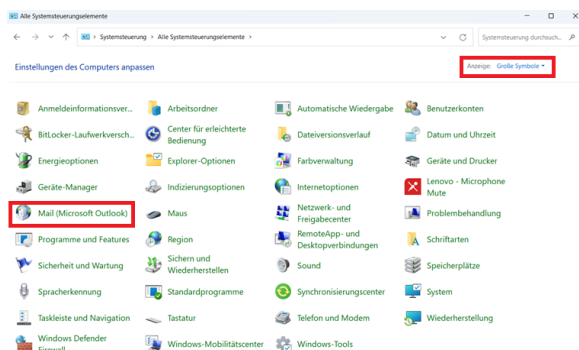 Alle Systemsteuerungselemente
Systemsteuerung > Alle Systemsteuerungselemente >
Systemsteuerung durchsuch...
Einstellungen des Computers anpassen
Anzeige: Große Symbole
Anmeldeinformationsver...
Arbeitsordner
Automatische Wiedergabe
Benutzerkonten
BitLocker-Laufwerkversch...
Center für erleichterte
Bedienung
Dateiversionsverlauf
Datum und Uhrzeit
Energieoptionen
Explorer-Optionen
Farbverwaltung
Geräte und Drucker
Geräte-Manager
Indizierungsoptionen
Internetoptionen
Lenovo - Microphone
Mute
Mail (Microsoft Outlook)
Maus
Netzwerk- und
Freigabecenter
Problembehandlung
Programme und Features
Region
RemoteApp- und
Desktopverbindungen
Schriftarten
Sicherheit und Wartung
Sichern und
Wiederherstellen
Sound
Speicherplätze
Spracherkennung
Standardprogramme
Synchronisierungscenter
System
Taskleiste und Navigation
Tastatur
Telefon und Modem
Wiederherstellung
Windows Defender
Firewall
Windows-Mobilitätscenter
Windows-Tools